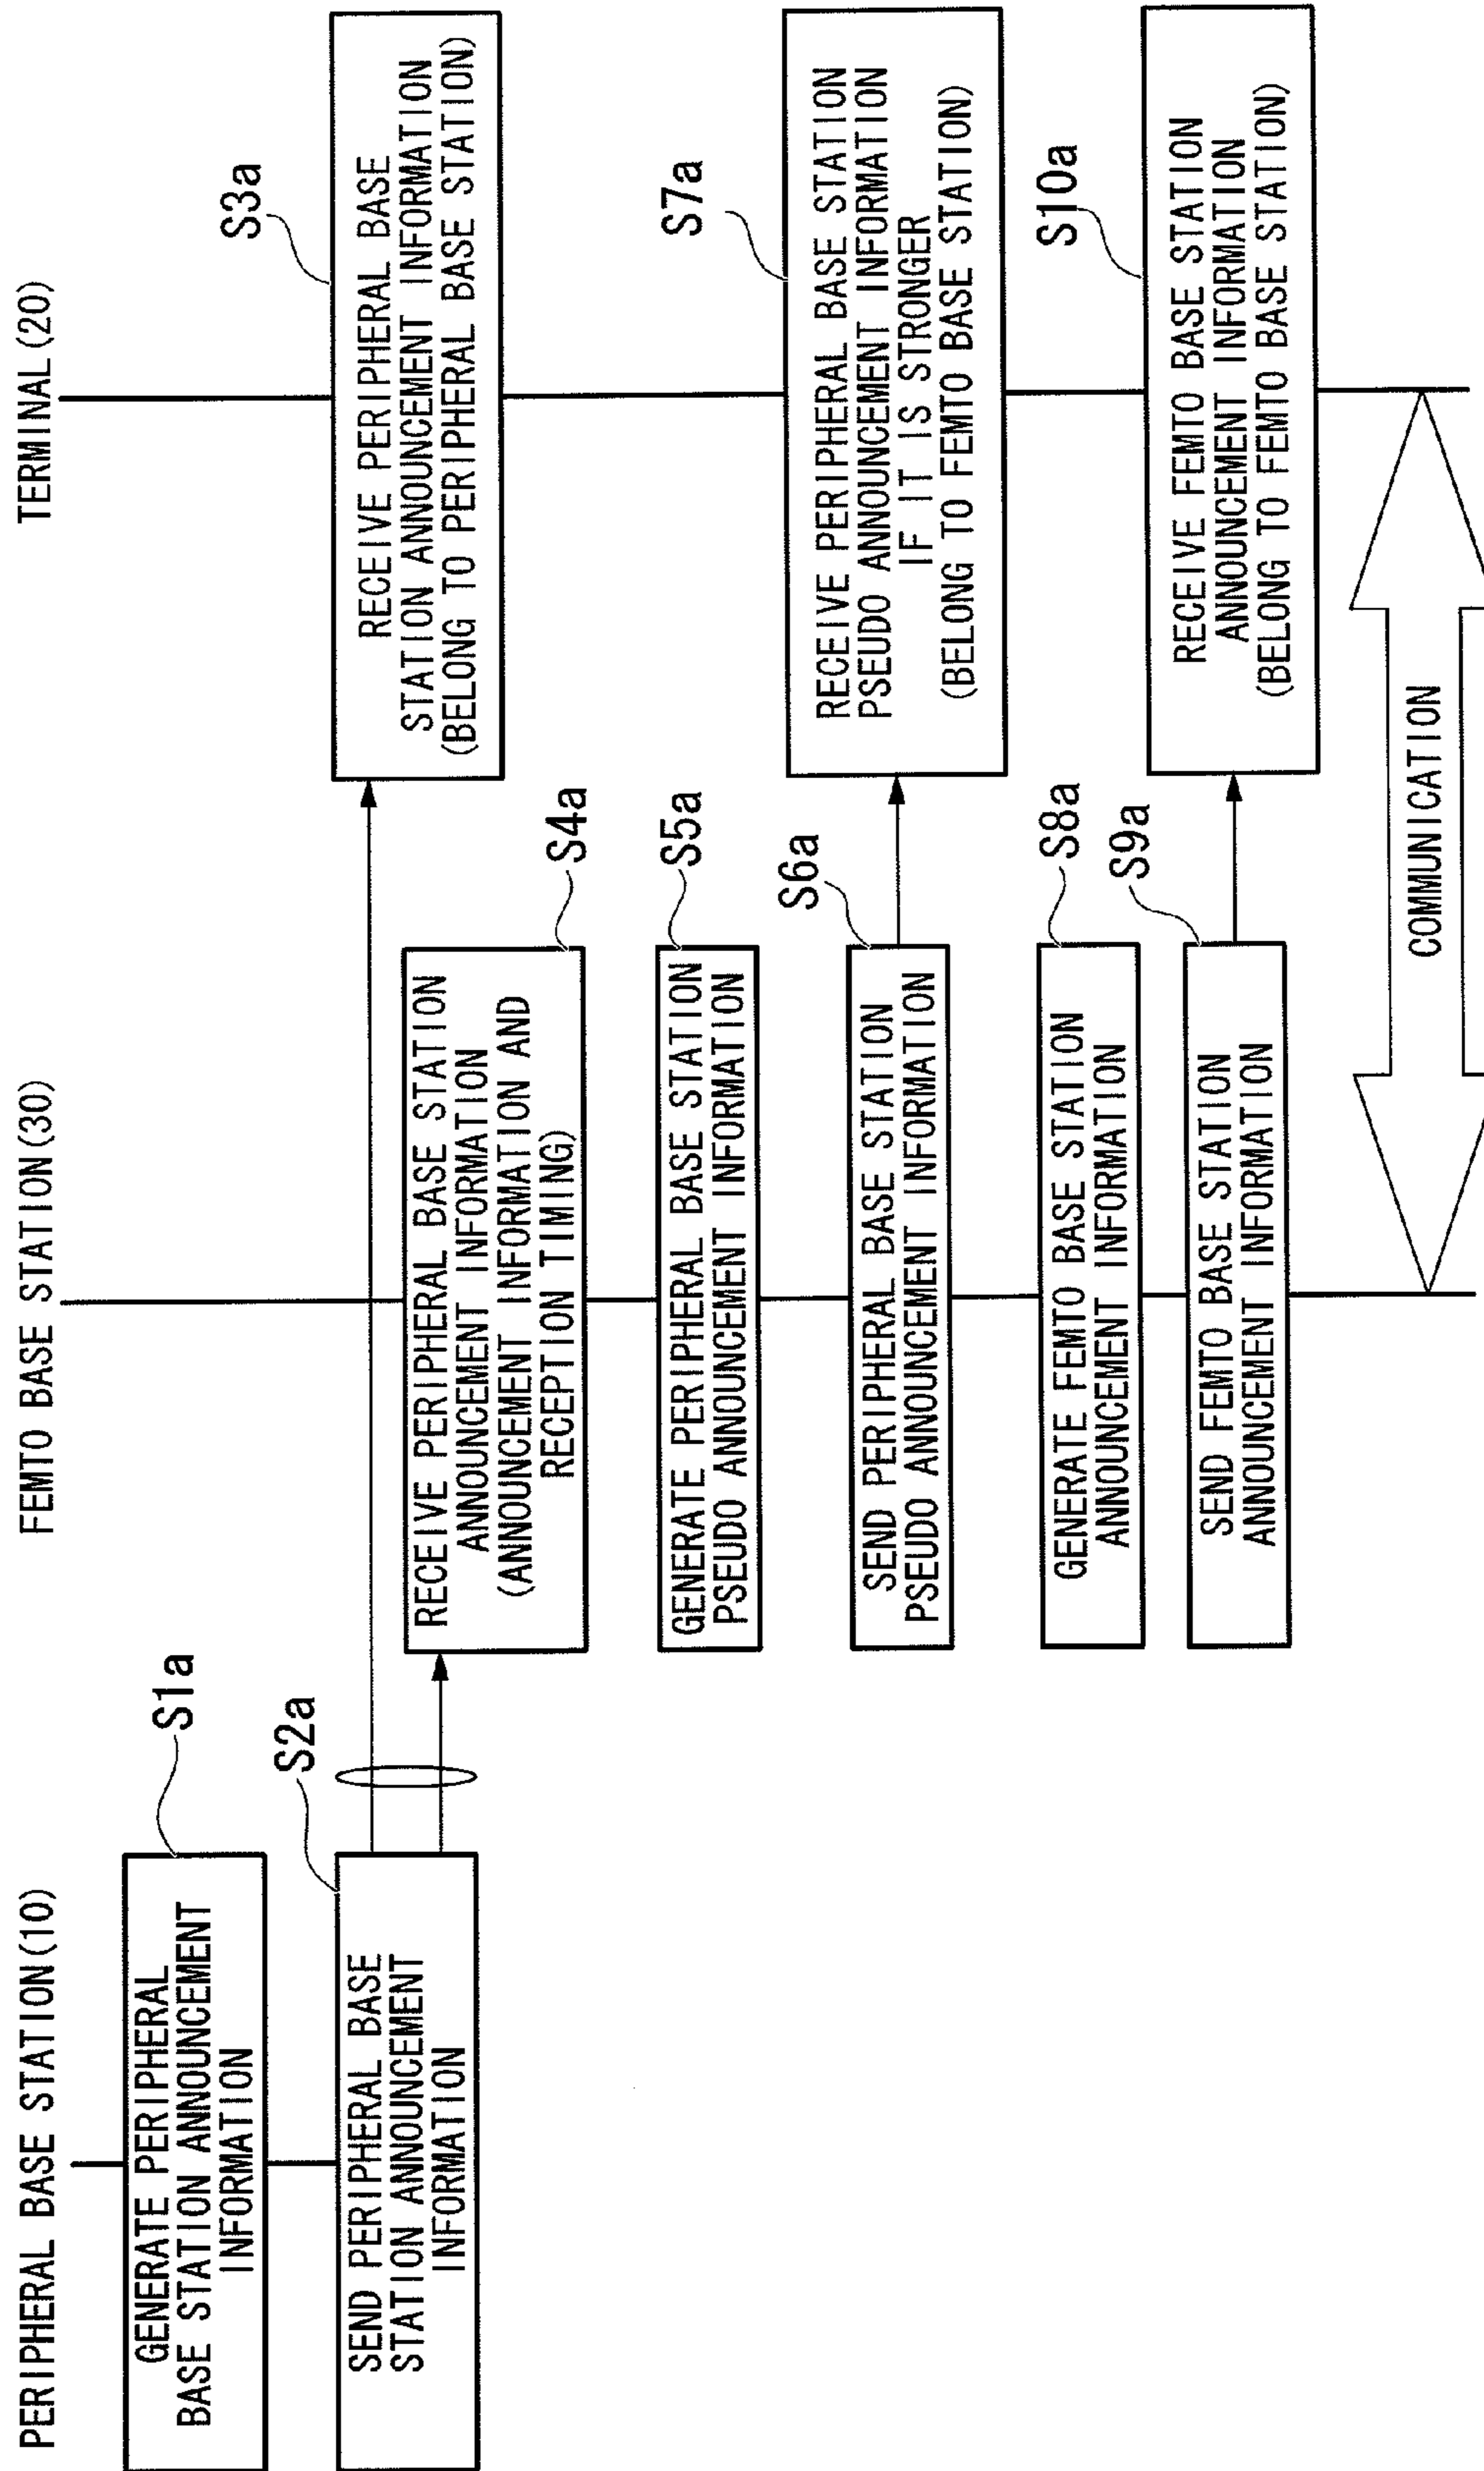 PERIPHERAL BASE STATION(10)
FEMTO BASE STATION(30)
TERMINAL(20)
GENERATE PERIPHERAL
BASE STATION ANNOUNCEMENT
INFORMATION
S1a
SEND PERIPHERAL BASE
STATION ANNOUNCEMENT
INFORMATION
S2a
RECEIVE PERIPHERAL BASE
STATION ANNOUNCEMENT INFORMATION
(BELONG TO PERIPHERAL BASE STATION)
S3a
RECEIVE PERIPHERAL BASE STATION
ANNOUNCEMENT INFORMATION
(ANNOUNCEMENT INFORMATION AND
RECEPTION TIMING)
S4a
GENERATE PERIPHERAL BASE STATION
PSEUDO ANNOUNCEMENT INFORMATION
S5a
SEND PERIPHERAL BASE STATION
PSEUDO ANNOUNCEMENT INFORMATION
S6a
RECEIVE PERIPHERAL BASE STATION
PSEUDO ANNOUNCEMENT INFORMATION
IF IT IS STRONGER
(BELONG TO FEMTO BASE STATION)
S7a
GENERATE FEMTO BASE STATION
ANNOUNCEMENT INFORMATION
S8a
SEND FEMTO BASE STATION
ANNOUNCEMENT INFORMATION
S9a
RECEIVE FEMTO BASE STATION
ANNOUNCEMENT INFORMATION
(BELONG TO FEMTO BASE STATION)
S10a
COMMUNICATION